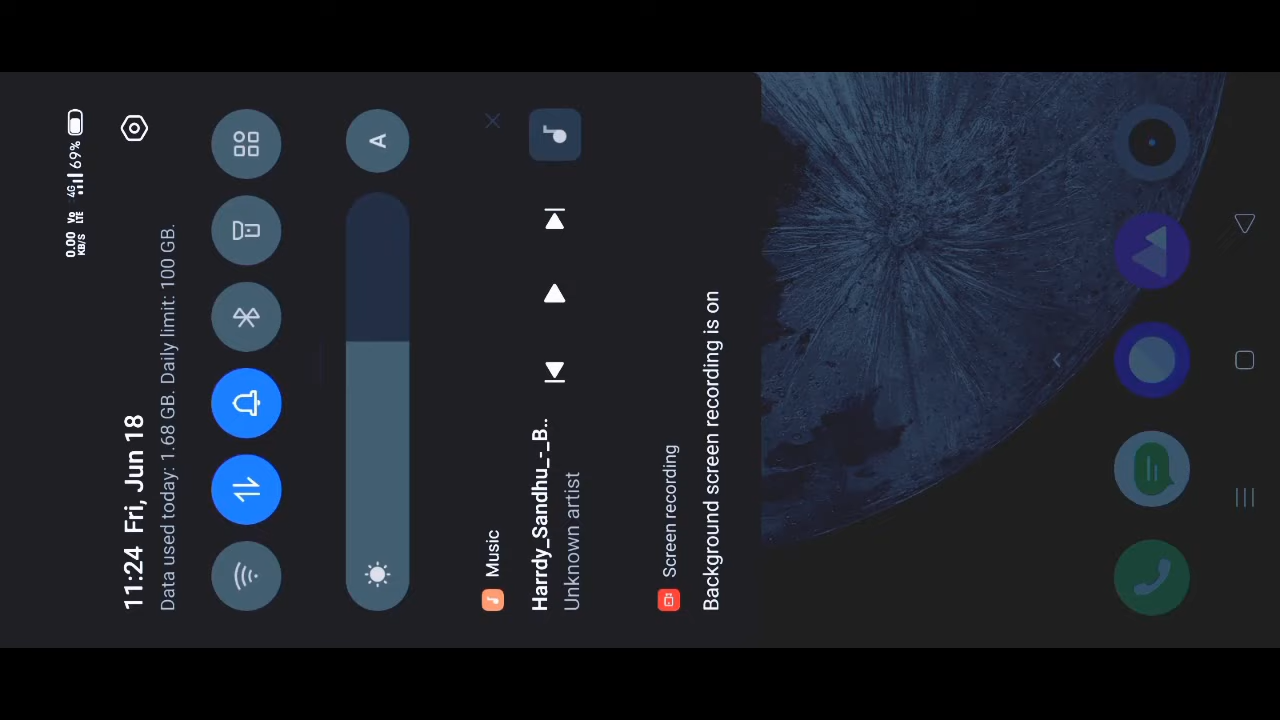 0.00 KB/S Vo LTE 4G 69%
11:24 Fri, Jun 18
Data used today: 1.68 GB. Daily limit: 100 GB.
A
Music
Harrdy_Sandhu_-_B..
Unknown artist
Screen recording
Background screen recording is on